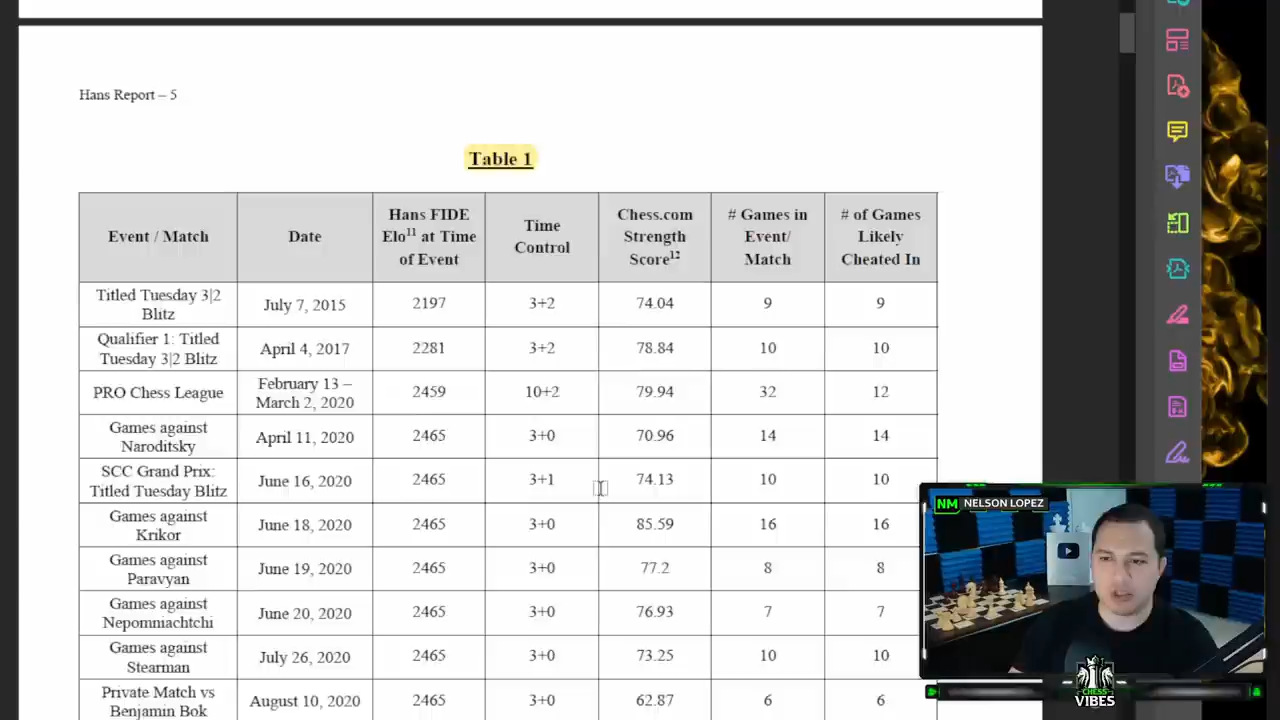 Hans Report – 5
Table 1
Event / Match
Date
Hans FIDE
Elo11 at Time
of Event
Time
Control
Chess.com
Strength
Score12
# Games in
Event/
Match
# of Games
Likely
Cheated In
Titled Tuesday 3|2
Blitz
July 7, 2015
2197
3+2
74.04
9
9
Qualifier 1: Titled
Tuesday 3|2 Blitz
April 4, 2017
2281
3+2
78.84
10
10
PRO Chess League
February 13 –
March 2, 2020
2459
10+2
79.94
32
12
Games against
Naroditsky
April 11, 2020
2465
3+0
70.96
14
14
SCC Grand Prix:
Titled Tuesday Blitz
June 16, 2020
2465
3+1
74.13
10
10
Games against
Krikor
June 18, 2020
2465
3+0
85.59
16
16
Games against
Paravyan
June 19, 2020
2465
3+0
77.2
8
8
Games against
Nepomniachtchi
June 20, 2020
2465
3+0
76.93
7
7
Games against
Stearman
July 26, 2020
2465
3+0
73.25
10
10
Private Match vs
Benjamin Bok
August 10, 2020
2465
3+0
62.87
6
6
NM NELSON LOPEZ
CHESS
VIBES